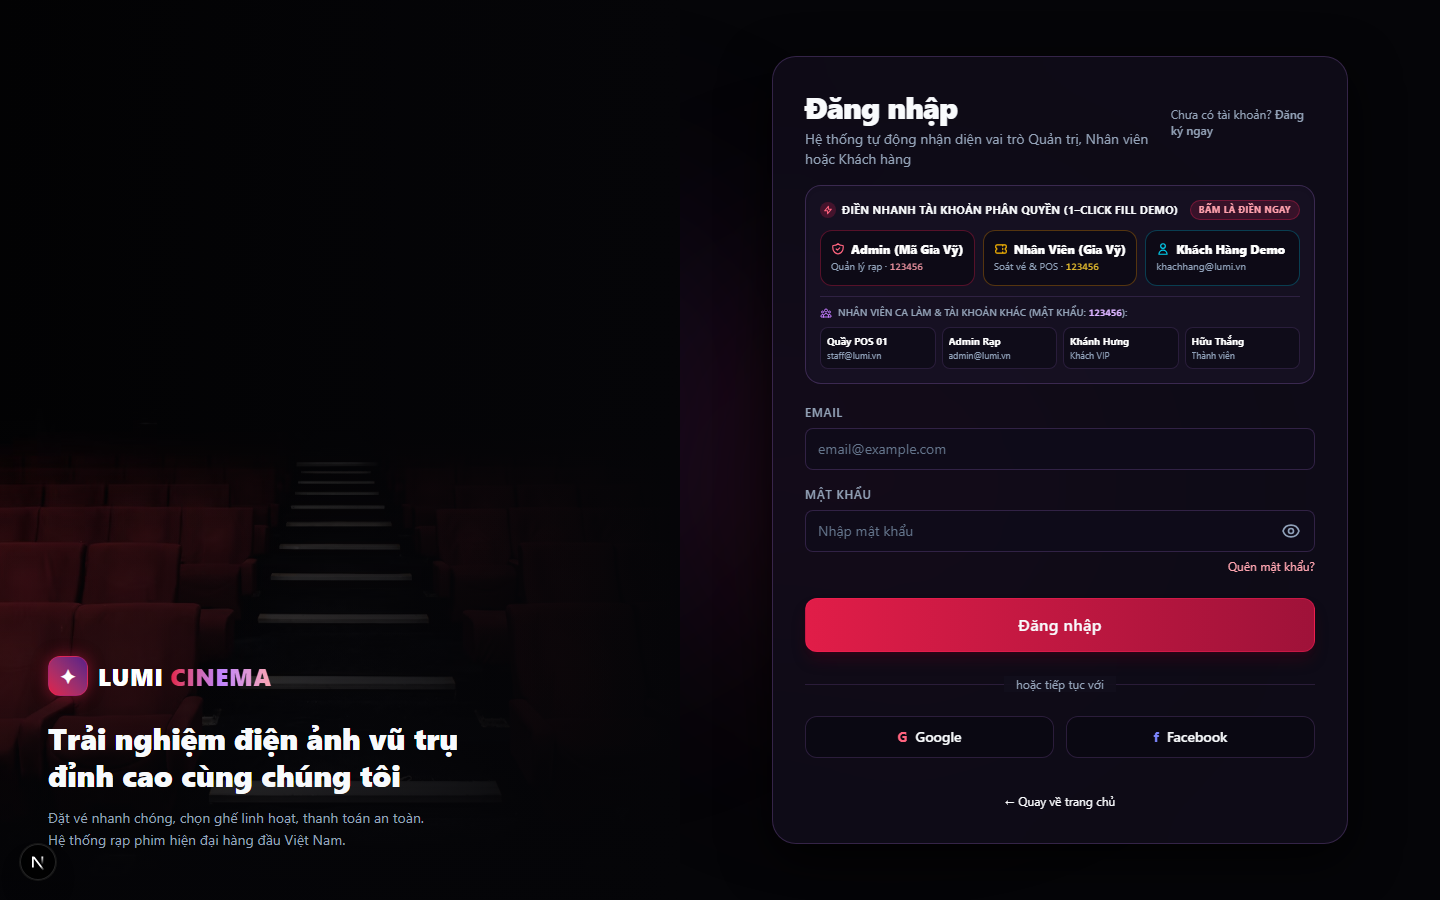 LUMI CINEMA
Trải nghiệm điện ảnh vũ trụ
đỉnh cao cùng chúng tôi
Đặt vé nhanh chóng, chọn ghế linh hoạt, thanh toán an toàn.
Hệ thống rạp phim hiện đại hàng đầu Việt Nam.
N
Đăng nhập
Hệ thống tự động nhận diện vai trò Quản trị, Nhân viên
hoặc Khách hàng
Chưa có tài khoản? Đăng
ký ngay
ĐIỀN NHANH TÀI KHOẢN PHÂN QUYỀN (1-CLICK FILL DEMO)
BẤM LÀ ĐIỀN NGAY
Admin (Mã Gia Vỹ)
Quản lý rạp · 123456
Nhân Viên (Gia Vỹ)
Soát vé & POS · 123456
Khách Hàng Demo
khachhang@lumi.vn
NHÂN VIÊN CA LÀM & TÀI KHOẢN KHÁC (MẬT KHẨU: 123456):
Quầy POS 01
staff@lumi.vn
Admin Rạp
admin@lumi.vn
Khánh Hưng
Khách VIP
Hữu Thắng
Thành viên
EMAIL
email@example.com
MẬT KHẨU
Nhập mật khẩu
Quên mật khẩu?
Đăng nhập
hoặc tiếp tục với
G Google
f Facebook
← Quay về trang chủ